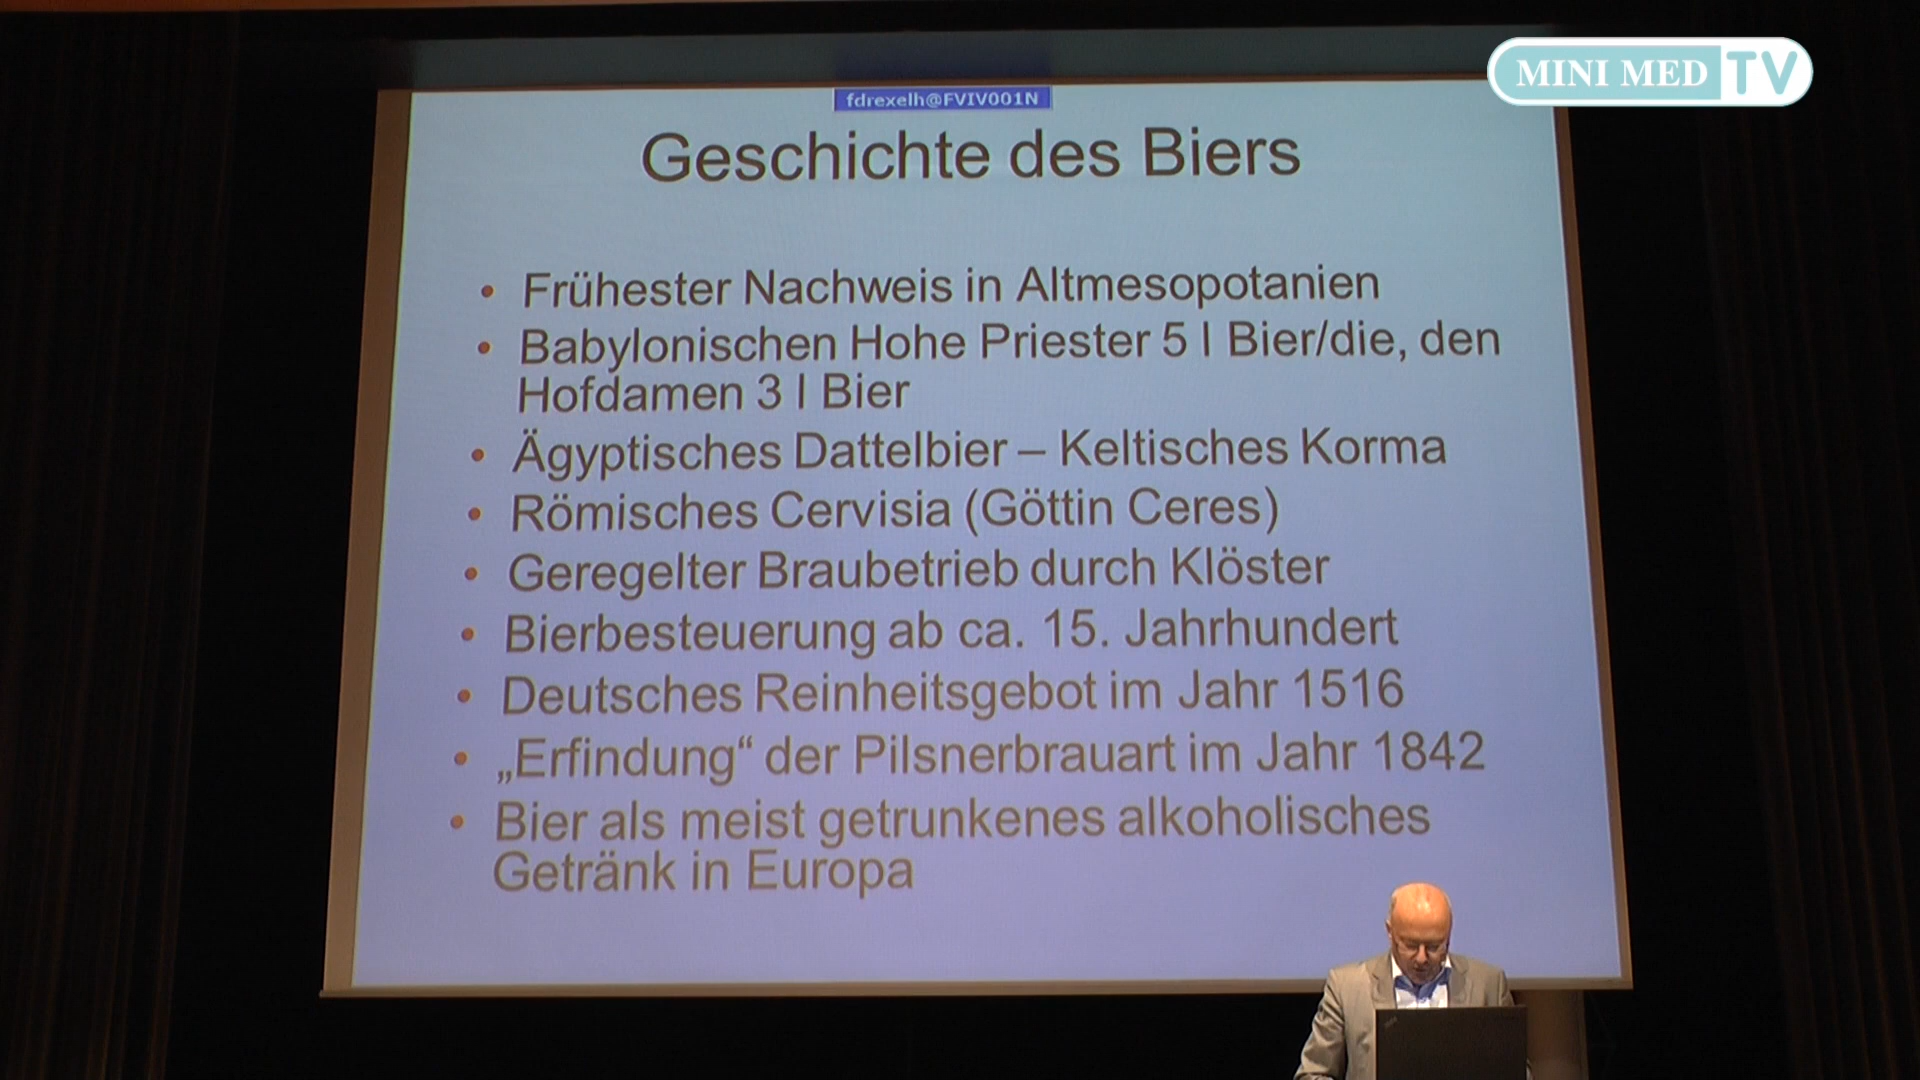 MINI MED TV
fdrexelh@FVIV001N
Geschichte des Biers
• Frühester Nachweis in Altmesopotanien
• Babylonischen Hohe Priester 5 l Bier/die, den
Hofdamen 3 l Bier
• Ägyptisches Dattelbier – Keltisches Korma
• Römisches Cervisia (Göttin Ceres)
• Geregelter Braubetrieb durch Klöster
• Bierbesteuerung ab ca. 15. Jahrhundert
• Deutsches Reinheitsgebot im Jahr 1516
• „Erfindung“ der Pilsnerbrauart im Jahr 1842
• Bier als meist getrunkenes alkoholisches
Getränk in Europa